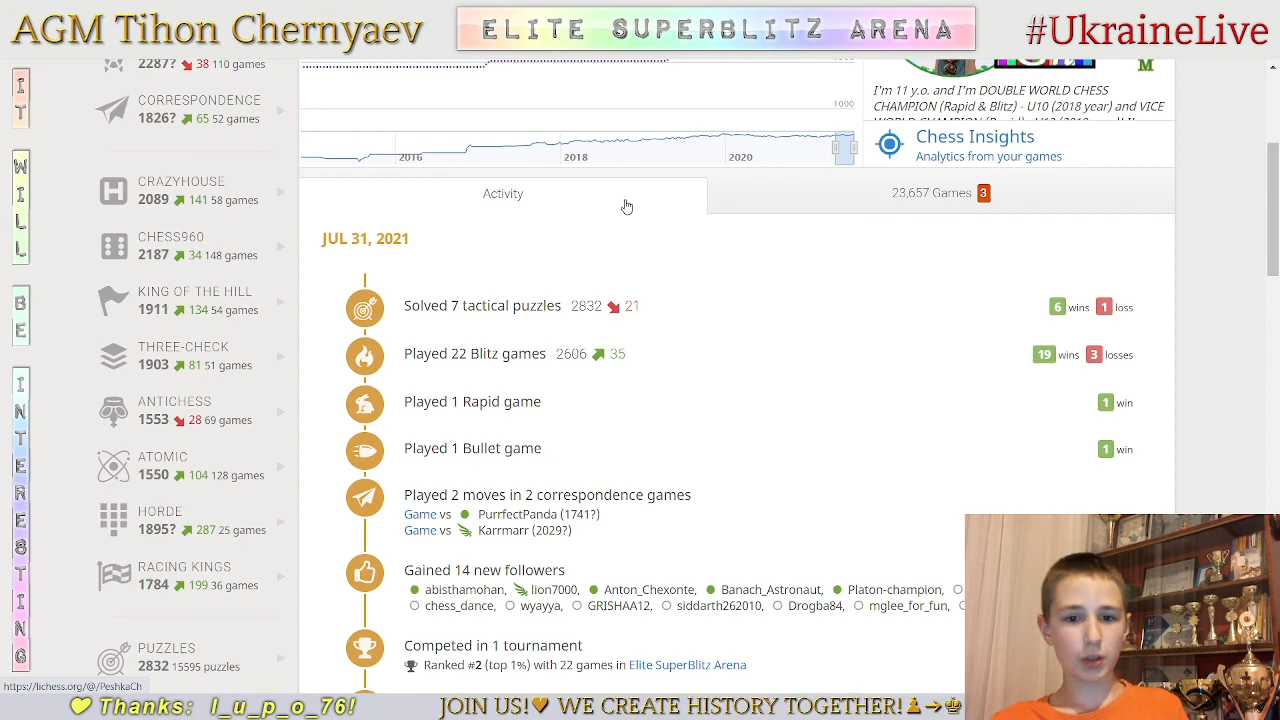 AGM Tihon Chernyaev
ELITE SUPERBLITZ ARENA
#UkraineLive
IT
WILL
BE
INTERESTING
2287? 38 110 games
CORRESPONDENCE
1826? 65 52 games
CRAZYHOUSE
2089 141 58 games
CHESS960
2187 34 148 games
KING OF THE HILL
1911 134 54 games
THREE-CHECK
1903 81 51 games
ANTICHESS
1553 28 69 games
ATOMIC
1550 104 128 games
HORDE
1895? 287 25 games
RACING KINGS
1784 199 36 games
PUZZLES
2832 15595 puzzles
https://lichess.org/@/PeshkaCh
1000
2016 2018 2020
M
I'm 11 y.o. and I'm DOUBLE WORLD CHESS
CHAMPION (Rapid & Blitz) - U10 (2018 year) and VICE
Chess Insights
Analytics from your games
Activity
23,657 Games 3
JUL 31, 2021
Solved 7 tactical puzzles 2832 21 6 wins 1 loss
Played 22 Blitz games 2606 35 19 wins 3 losses
Played 1 Rapid game 1 win
Played 1 Bullet game 1 win
Played 2 moves in 2 correspondence games
Game vs PurrfectPanda (1741?)
Game vs Karrmarr (2029?)
Gained 14 new followers
abisthamohan, lion7000, Anton_Chexonte, Banach_Astronaut, Platon-champion,
chess_dance, wyayya, GRISHAA12, siddarth262010, Drogba84, mglee_for_fun,
Competed in 1 tournament
Ranked #2 (top 1%) with 22 games in Elite SuperBlitz Arena
Thanks: l_u_p_o_76!
JOIN US! WE CREATE HISTORY TOGETHER!